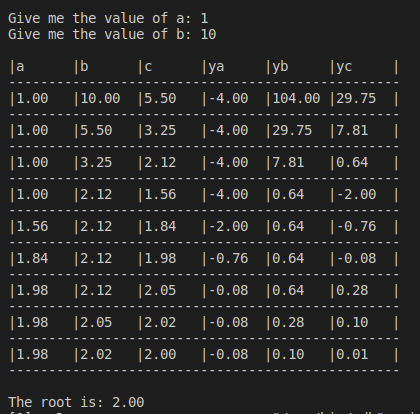 Give me the value of a: 1
Give me the value of b: 10
|a |b |c |ya |yb |yc |
-------------------------------------------------
|1.00 |10.00 |5.50 |-4.00 |104.00 |29.75 |
-------------------------------------------------
|1.00 |5.50 |3.25 |-4.00 |29.75 |7.81 |
-------------------------------------------------
|1.00 |3.25 |2.12 |-4.00 |7.81 |0.64 |
-------------------------------------------------
|1.00 |2.12 |1.56 |-4.00 |0.64 |-2.00 |
-------------------------------------------------
|1.56 |2.12 |1.84 |-2.00 |0.64 |-0.76 |
-------------------------------------------------
|1.84 |2.12 |1.98 |-0.76 |0.64 |-0.08 |
-------------------------------------------------
|1.98 |2.12 |2.05 |-0.08 |0.64 |0.28 |
-------------------------------------------------
|1.98 |2.05 |2.02 |-0.08 |0.28 |0.10 |
-------------------------------------------------
|1.98 |2.02 |2.00 |-0.08 |0.10 |0.01 |
-------------------------------------------------
The root is: 2.00